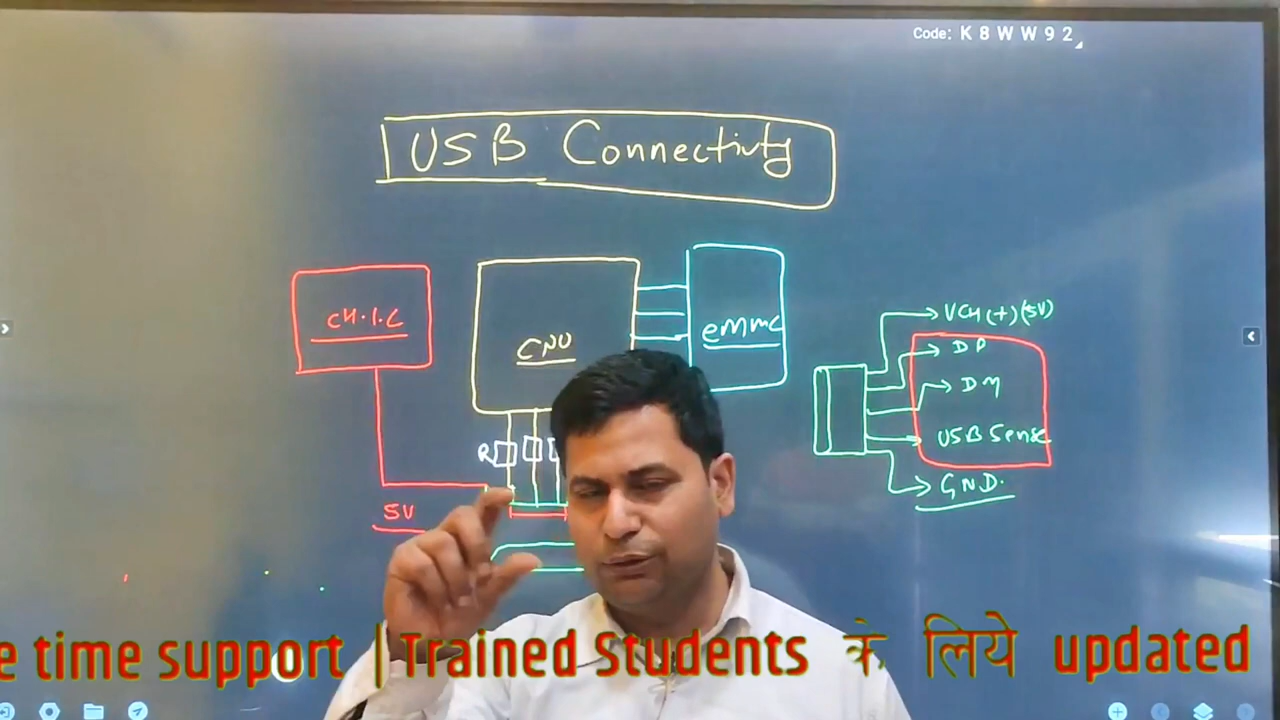 Code: K8WW92
USB Connectivity
CH.I.C
CPU
eMMC
VCH(+)(5V)
DP
DM
USB Sense
GND.
R
5V
e time support | Trained Students के लिये updated